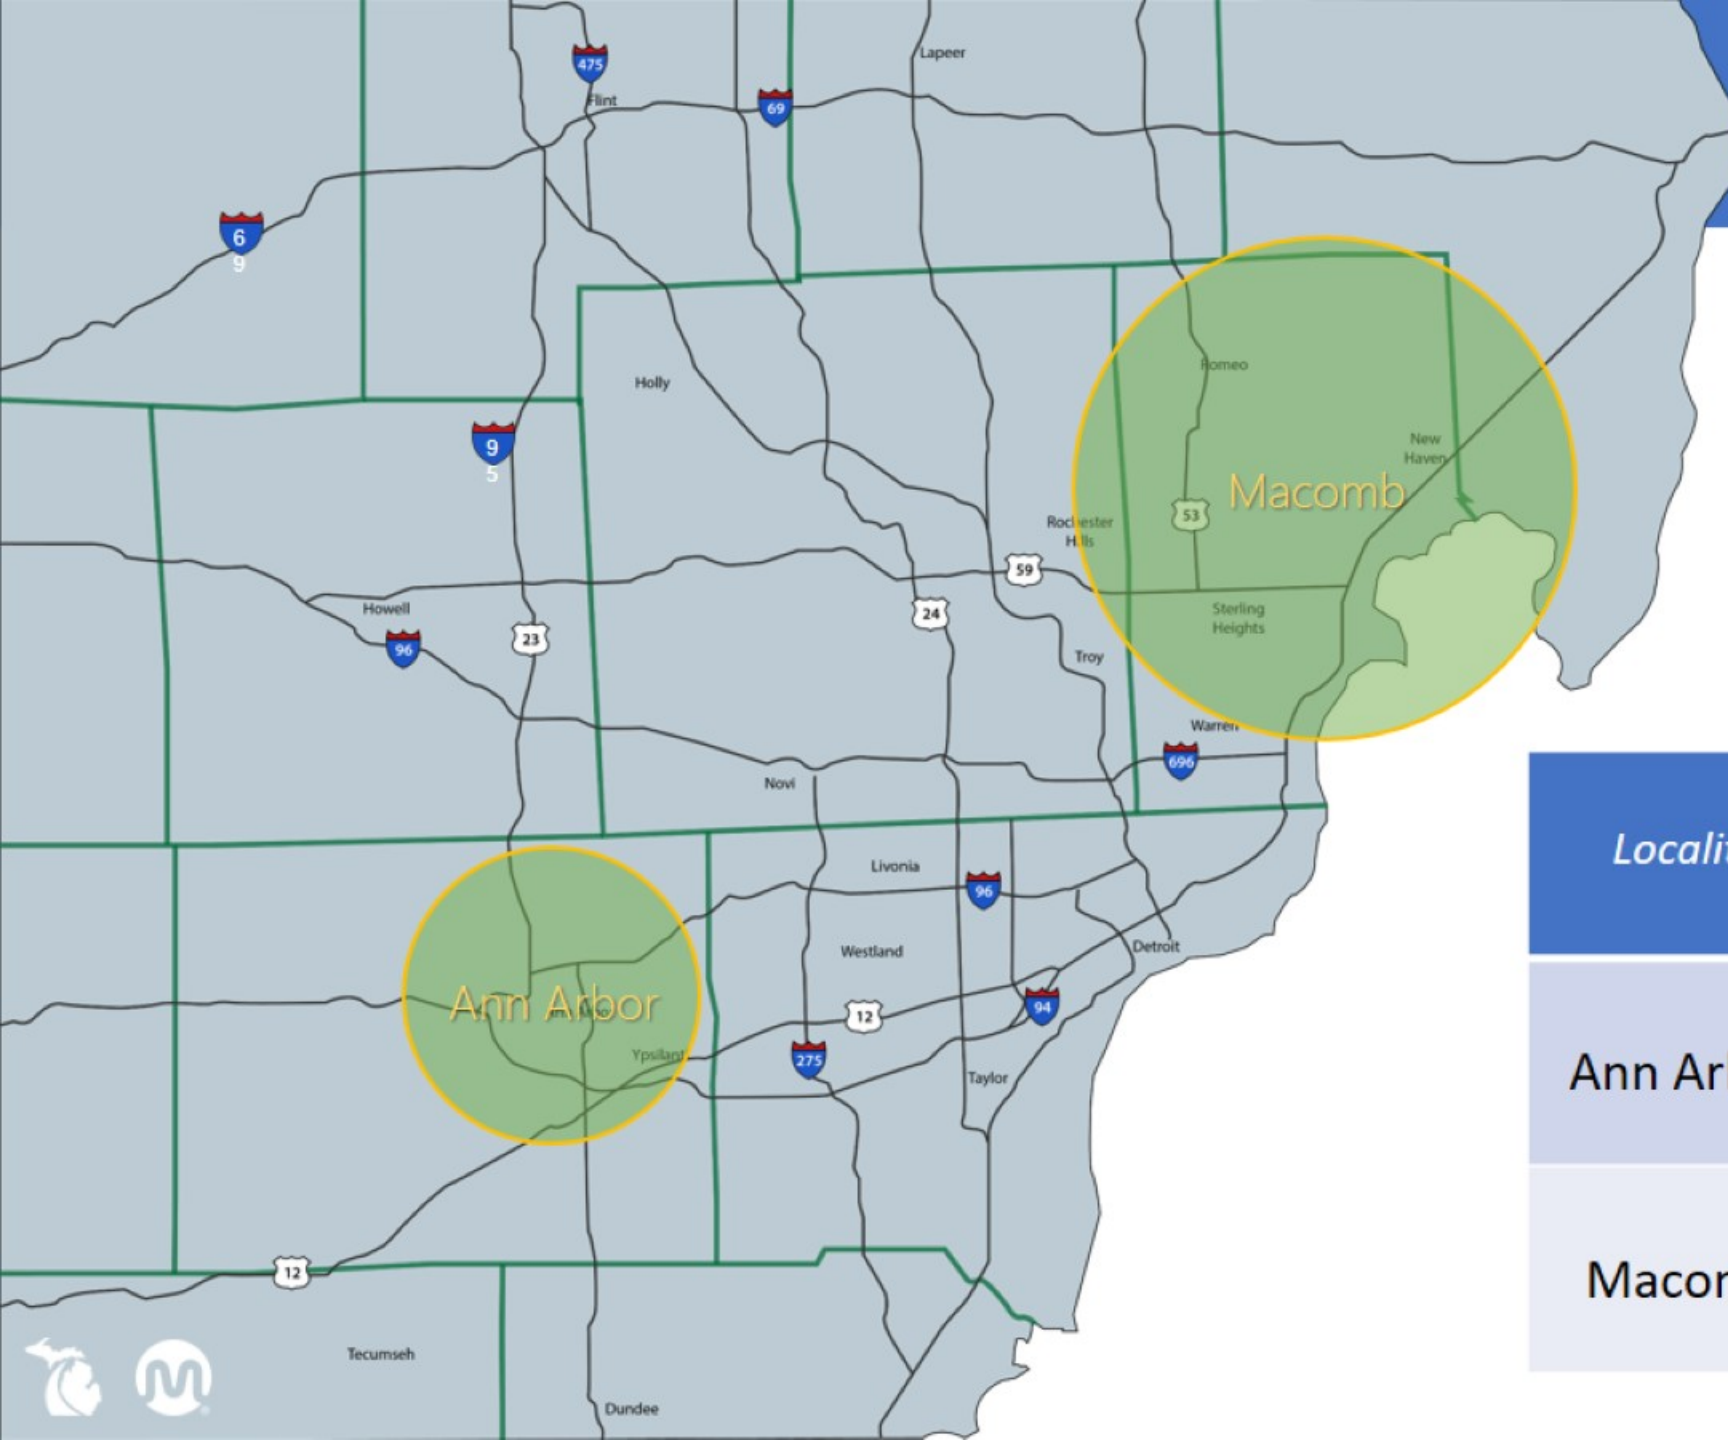 475
Flint
Lapeer
69
6
9
Holly
Romeo
9
5
New
Haven
Macomb
53
Rochester
Hills
59
Howell
96
23
24
Sterling
Heights
Troy
Warren
696
Novi
Localit
Livonia
96
Westland
Detroit
Ann Arbor
12
94
Ypsilanti
275
Taylor
Ann Ar
12
Macom
Tecumseh
Dundee